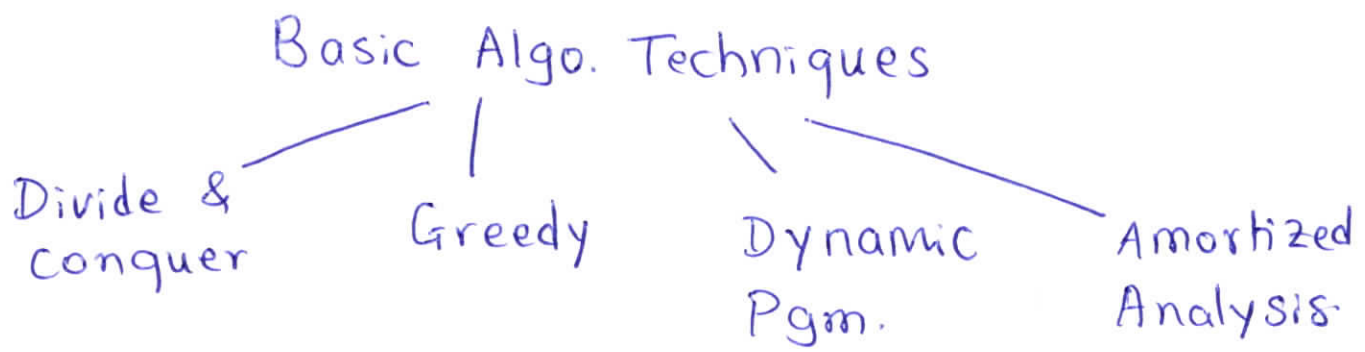 Basic Algo. Techniques
Divide &
conquer
Greedy
Dynamic
Pgm.
Amortized
Analysis.